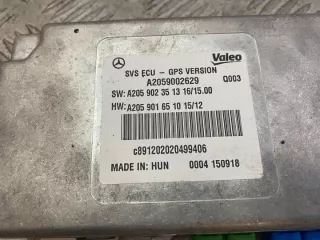 Valeo
SVS ECU - GPS VERSION
A2059002629 Q003
SW: A205 902 35 13 16/15.00
HW: A205 901 65 10 15/12
c891202020499406
MADE IN: HUN 0004 150918